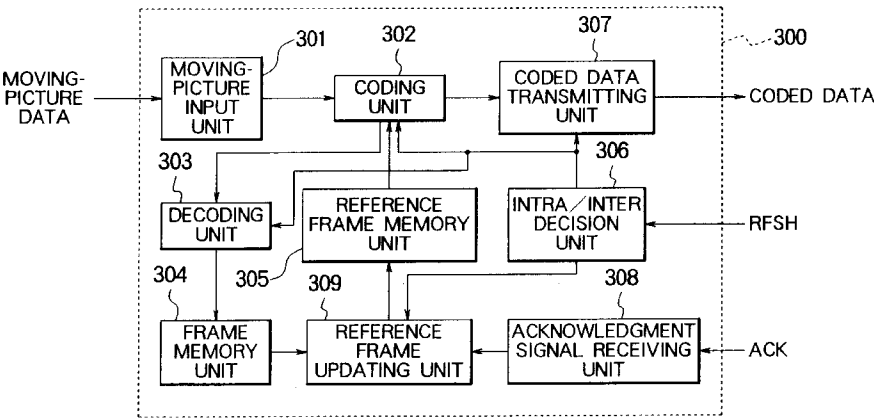 301
302
307
300
MOVING-
PICTURE
DATA
MOVING-
PICTURE
INPUT
UNIT
CODING
UNIT
CODED DATA
TRANSMITTING
UNIT
CODED DATA
303
306
DECODING
UNIT
REFERENCE
FRAME MEMORY
UNIT
INTRA/INTER
DECISION
UNIT
RFSH
305
304
309
308
FRAME
MEMORY
UNIT
REFERENCE
FRAME
UPDATING UNIT
ACKNOWLEDGMENT
SIGNAL RECEIVING
UNIT
ACK